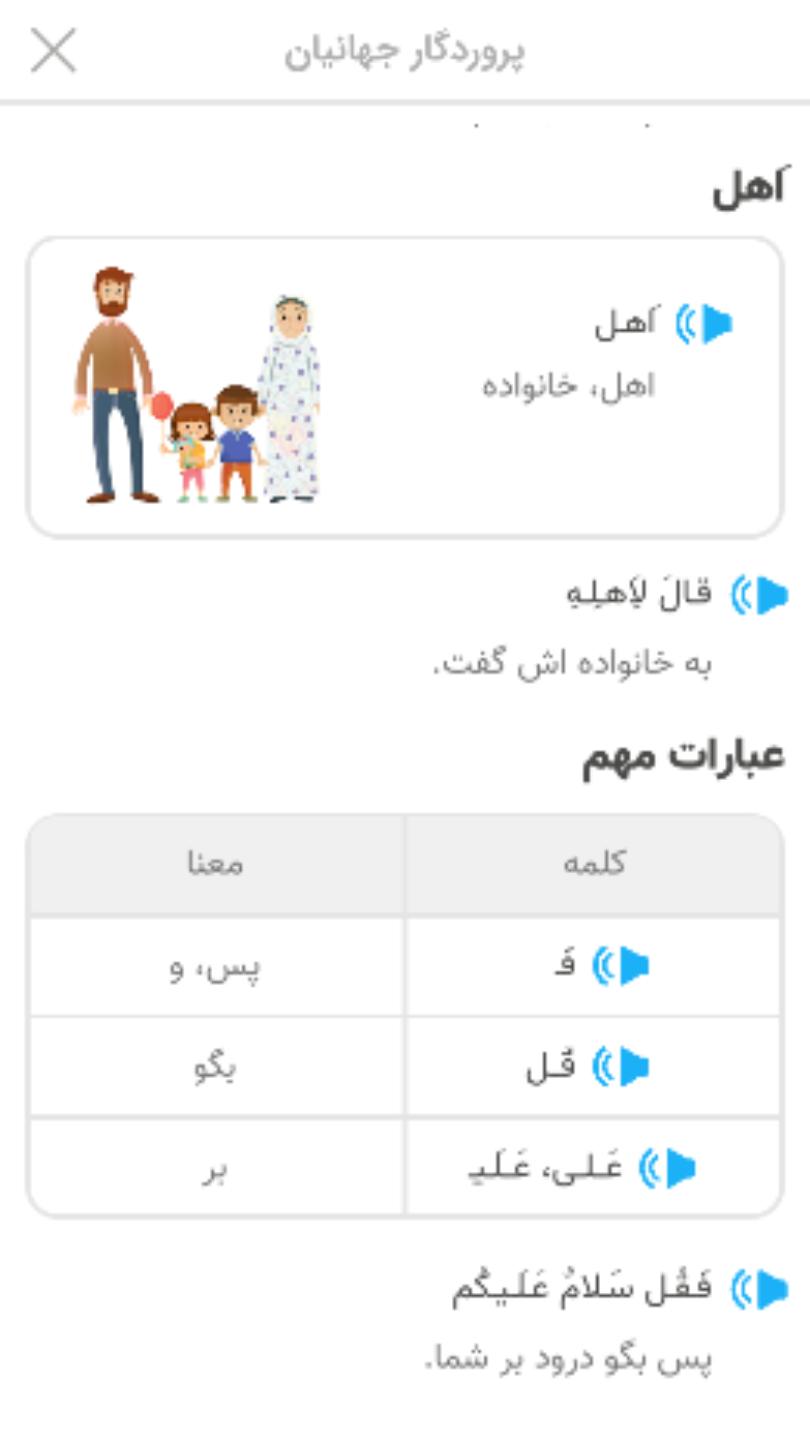 پروردگار جهانیان
اَهل
اَهل
اهل، خانواده
قالَ لِاَهلِهِ
به خانواده اش گفت.
عبارات مهم
کلمه معنا
فَـ پس، و
قُل بگو
عَلی، عَلَیـ بر
فَقُل سَلامٌ عَلَیکُم
پس بگو درود بر شما.